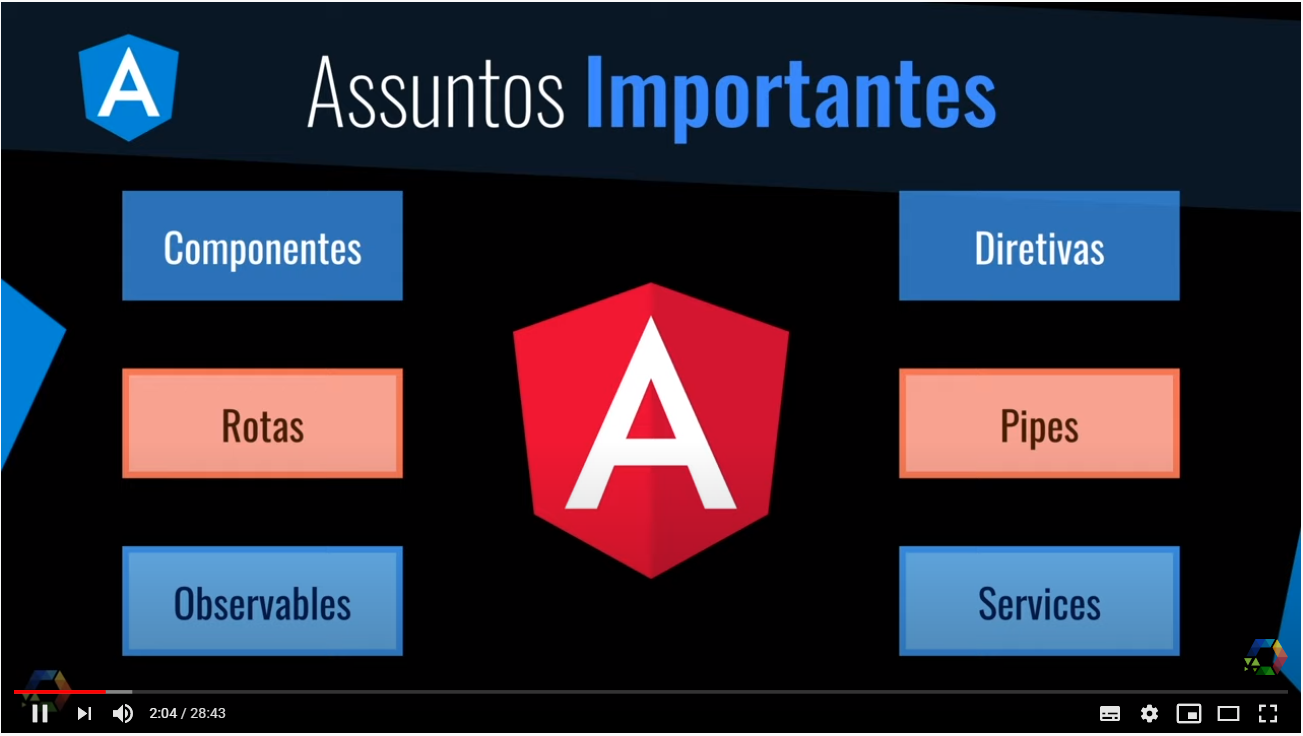 Assuntos Importantes
Componentes
Diretivas
Rotas
Pipes
Observables
Services
2:04 / 28:43